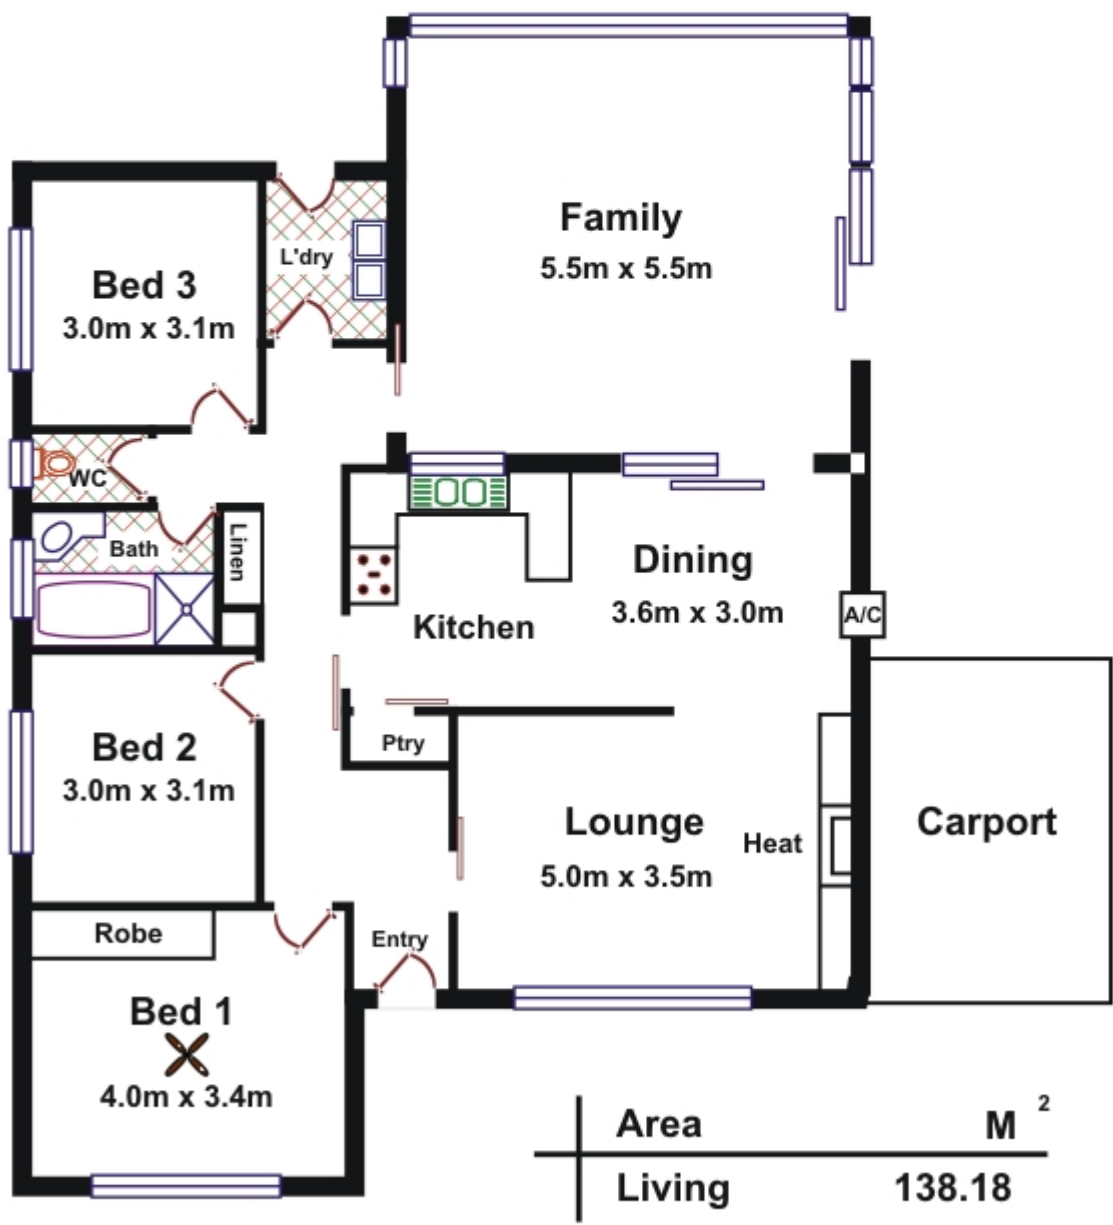 Family
5.5m x 5.5m
L'dry
Bed 3
3.0m x 3.1m
WC
Bath
Linen
Dining
3.6m x 3.0m
A/C
Kitchen
Bed 2
3.0m x 3.1m
Ptry
Lounge
5.0m x 3.5m
Heat
Carport
Robe
Entry
Bed 1
4.0m x 3.4m
Area M 2
Living 138.18